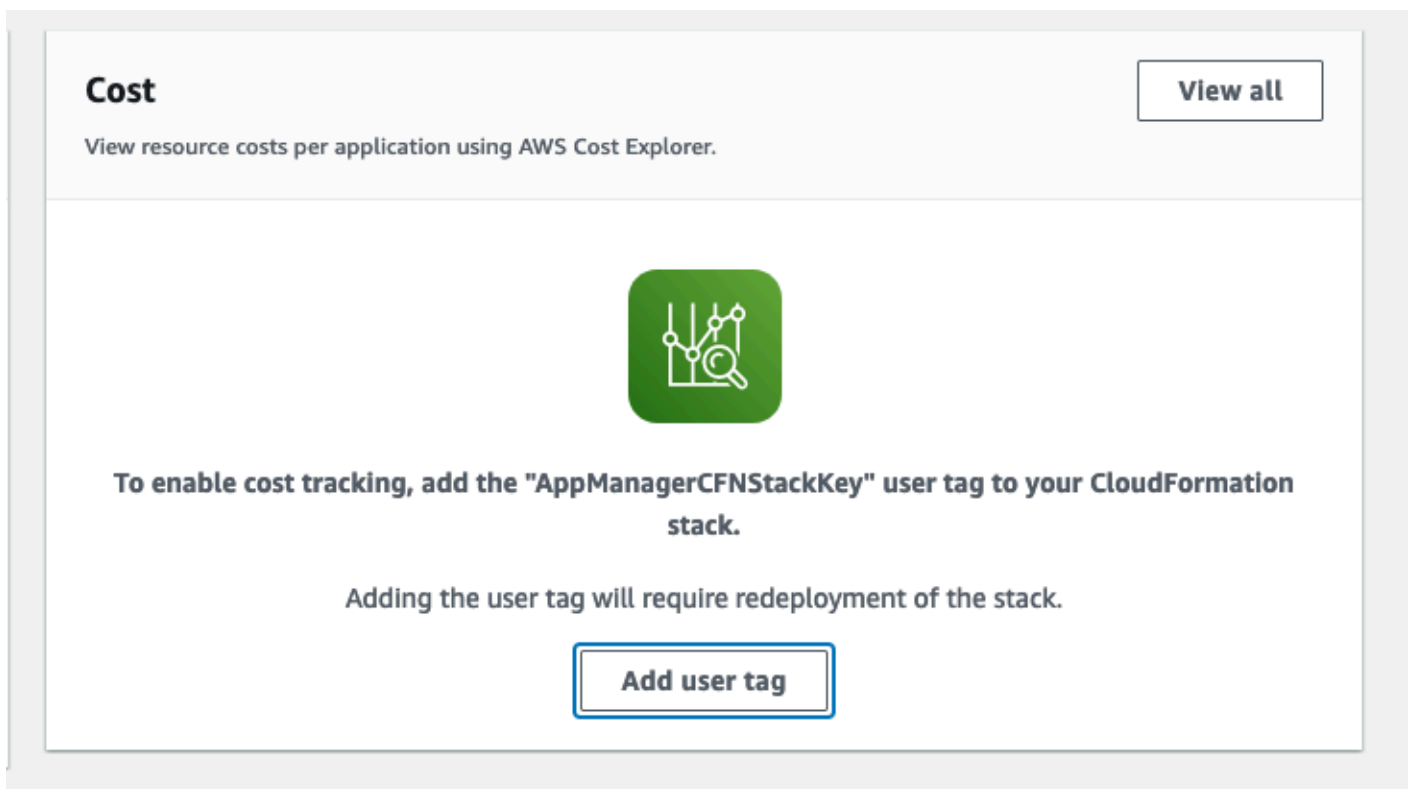 Cost
View all
View resource costs per application using AWS Cost Explorer.
To enable cost tracking, add the "AppManagerCFNStackKey" user tag to your CloudFormation
stack.
Adding the user tag will require redeployment of the stack.
Add user tag